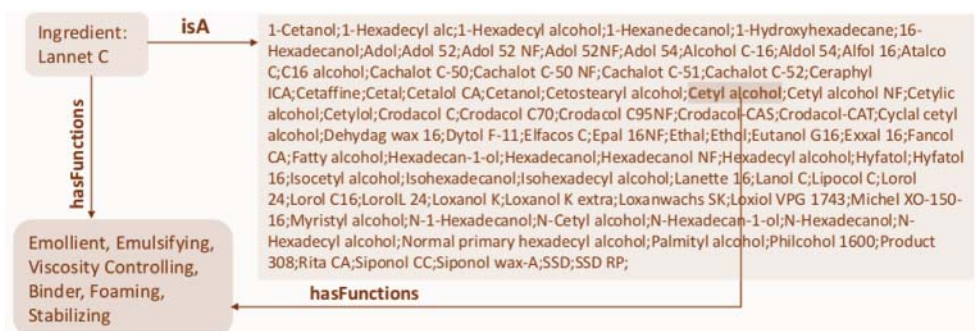 Ingredient:
Lannet C
isA
1-Cetanol;1-Hexadecyl alc;1-Hexadecyl alcohol;1-Hexanedecanol;1-Hydroxyhexadecane;16-
Hexadecanol;Adol;Adol 52;Adol 52 NF;Adol 52NF;Adol 54;Alcohol C-16;Aldol 54;Alfol 16;Atalco
C;C16 alcohol;Cachalot C-50;Cachalot C-50 NF;Cachalot C-51;Cachalot C-52;Ceraphyl
ICA;Cetaffine;Cetal;Cetalol CA;Cetanol;Cetostearyl alcohol;Cetyl alcohol;Cetyl alcohol NF;Cetylic
alcohol;Cetylol;Crodacol C;Crodacol C70;Crodacol C95NF;Crodacol-CAS;Crodacol-CAT;Cyclal cetyl
alcohol;Dehydag wax 16;Dytol F-11;Elfacos C;Epal 16NF;Ethal;Ethol;Eutanol G16;Exxal 16;Fancol
CA;Fatty alcohol;Hexadecan-1-ol;Hexadecanol;Hexadecanol NF;Hexadecyl alcohol;Hyfatol;Hyfatol
16;Isocetyl alcohol;Isohexadecanol;Isohexadecyl alcohol;Lanette 16;Lanol C;Lipocol C;Lorol
24;Lorol C16;LorolL 24;Loxanol K;Loxanol K extra;Loxanwachs SK;Loxiol VPG 1743;Michel XO-150-
16;Myristyl alcohol;N-1-Hexadecanol;N-Cetyl alcohol;N-Hexadecan-1-ol;N-Hexadecanol;N-
Hexadecyl alcohol;Normal primary hexadecyl alcohol;Palmityl alcohol;Philcohol 1600;Product
308;Rita CA;Siponol CC;Siponol wax-A;SSD;SSD RP;
hasFunctions
Emollient, Emulsifying,
Viscosity Controlling,
Binder, Foaming,
Stabilizing
hasFunctions